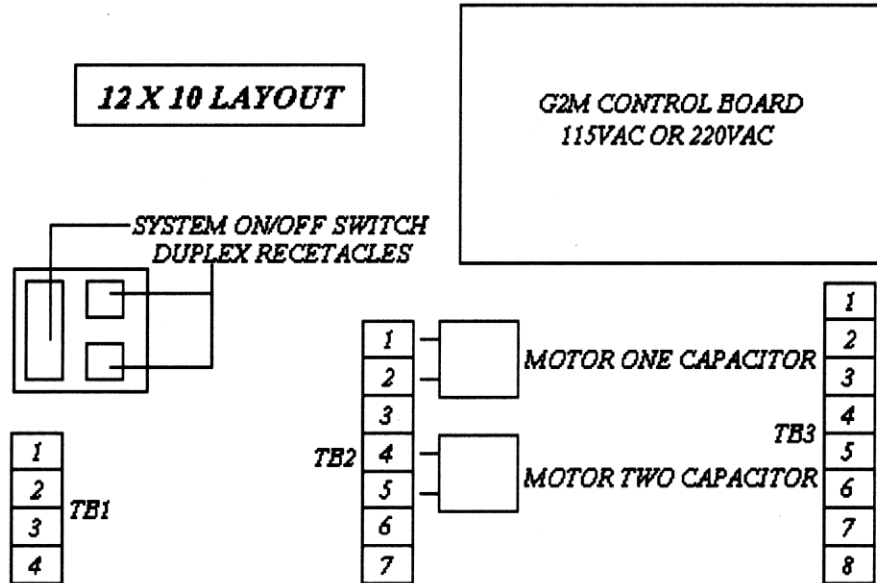 12 X 10 LAYOUT
G2M CONTROL BOARD
115VAC OR 220VAC
SYSTEM ON/OFF SWITCH
DUPLEX RECETACLES
1
2
3
4
TB1
1
2
3
4
5
6
7
TB2
MOTOR ONE CAPACITOR
MOTOR TWO CAPACITOR
1
2
3
4
5
6
7
8
TB3